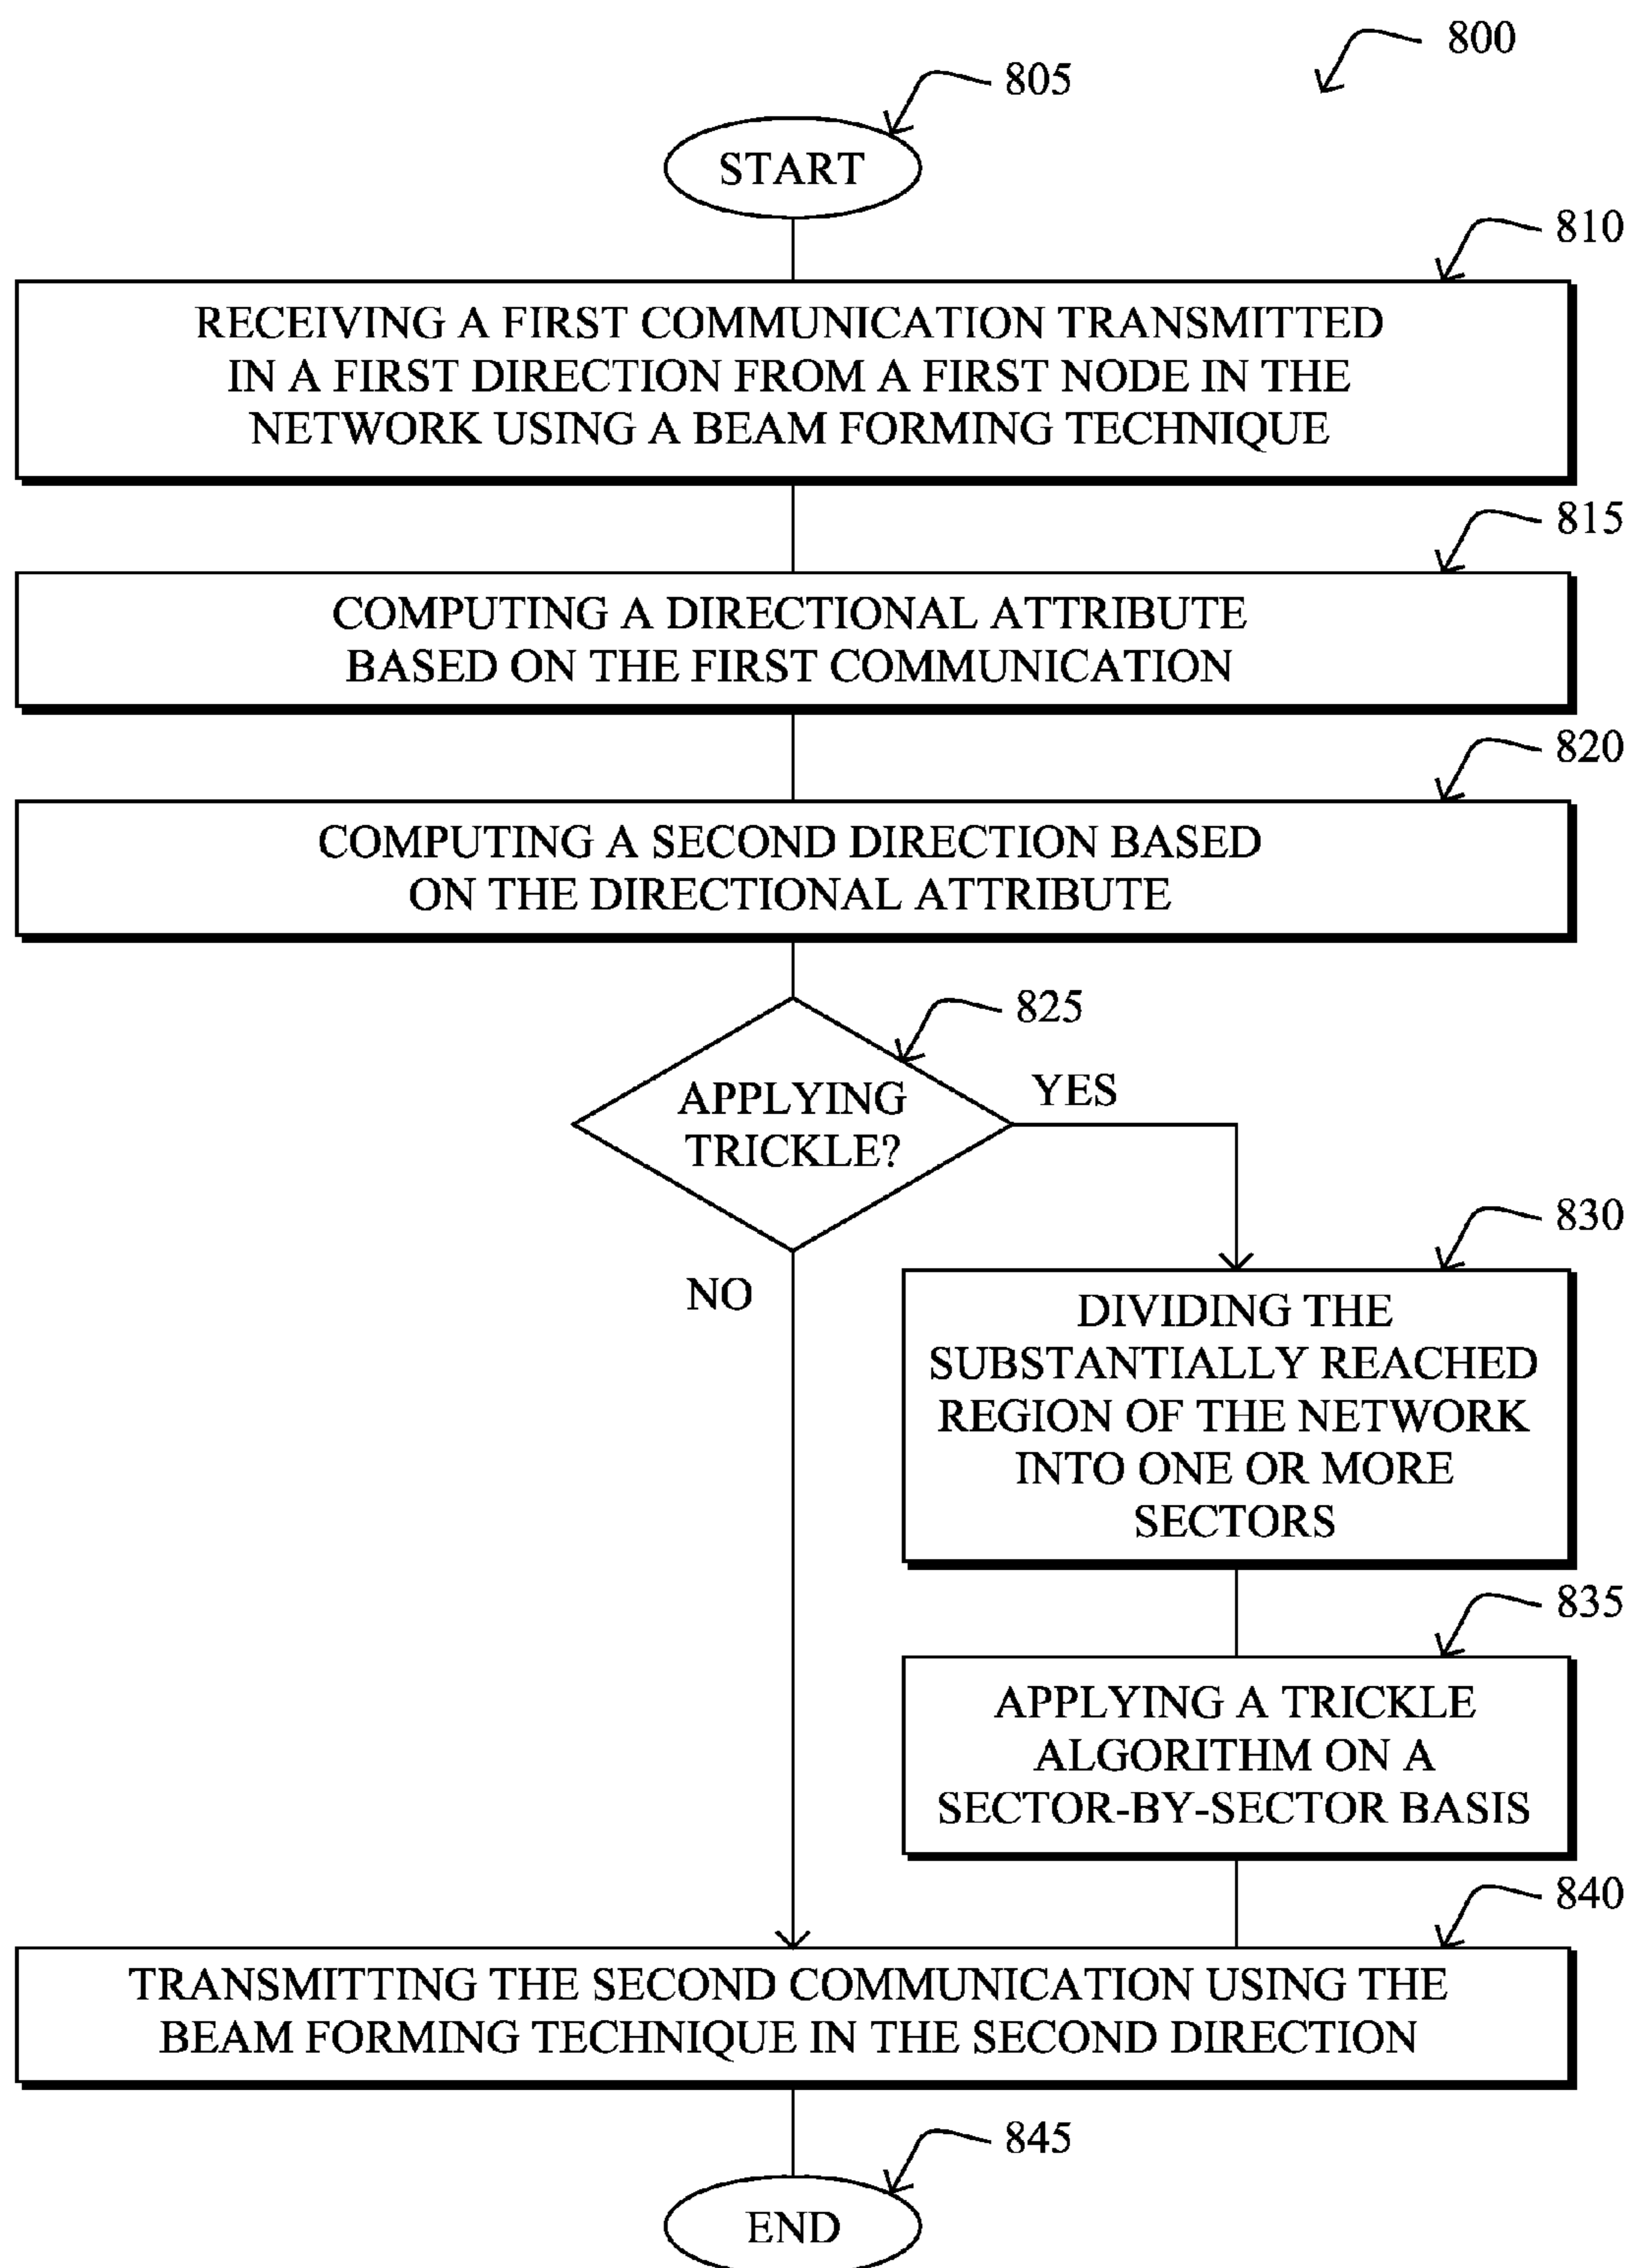 800
805
START
810
RECEIVING A FIRST COMMUNICATION TRANSMITTED
IN A FIRST DIRECTION FROM A FIRST NODE IN THE
NETWORK USING A BEAM FORMING TECHNIQUE
815
COMPUTING A DIRECTIONAL ATTRIBUTE
BASED ON THE FIRST COMMUNICATION
820
COMPUTING A SECOND DIRECTION BASED
ON THE DIRECTIONAL ATTRIBUTE
825
APPLYING
TRICKLE?
YES
NO
830
DIVIDING THE
SUBSTANTIALLY REACHED
REGION OF THE NETWORK
INTO ONE OR MORE
SECTORS
835
APPLYING A TRICKLE
ALGORITHM ON A
SECTOR-BY-SECTOR BASIS
840
TRANSMITTING THE SECOND COMMUNICATION USING THE
BEAM FORMING TECHNIQUE IN THE SECOND DIRECTION
845
END